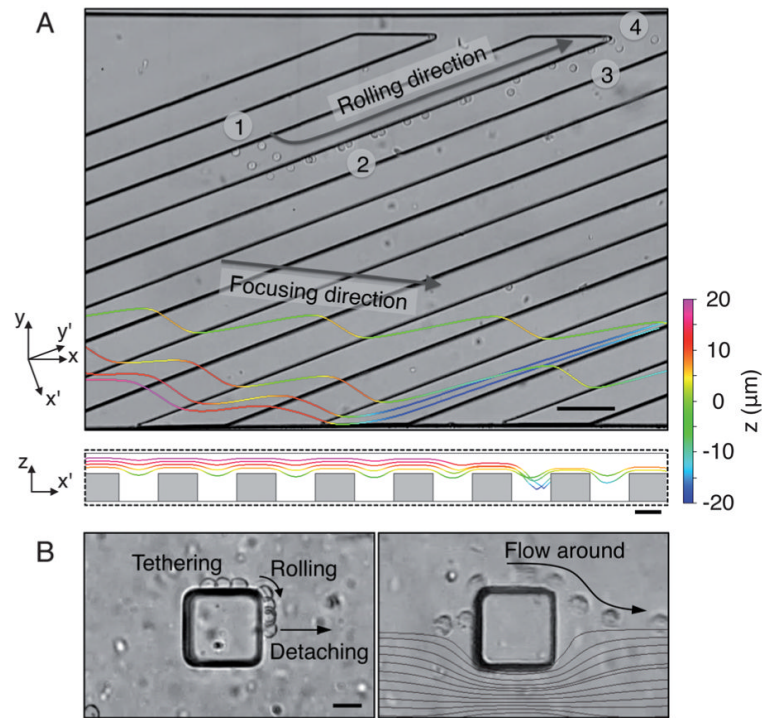 A
4
3
1
2
Rolling direction
Focusing direction
y
y'
x
x'
20
10
0
-10
-20
z (µm)
z
x'
B
Tethering
Rolling
Detaching
Flow around